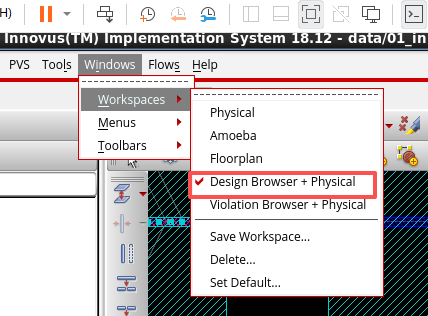 H)
Innovus(TM) Implementation System 18.12 - data/01_in
PVS Tools Windows Flows Help
Workspaces
Menus
Toolbars
Physical
Amoeba
Floorplan
Design Browser + Physical
Violation Browser + Physical
Save Workspace...
Delete...
Set Default...